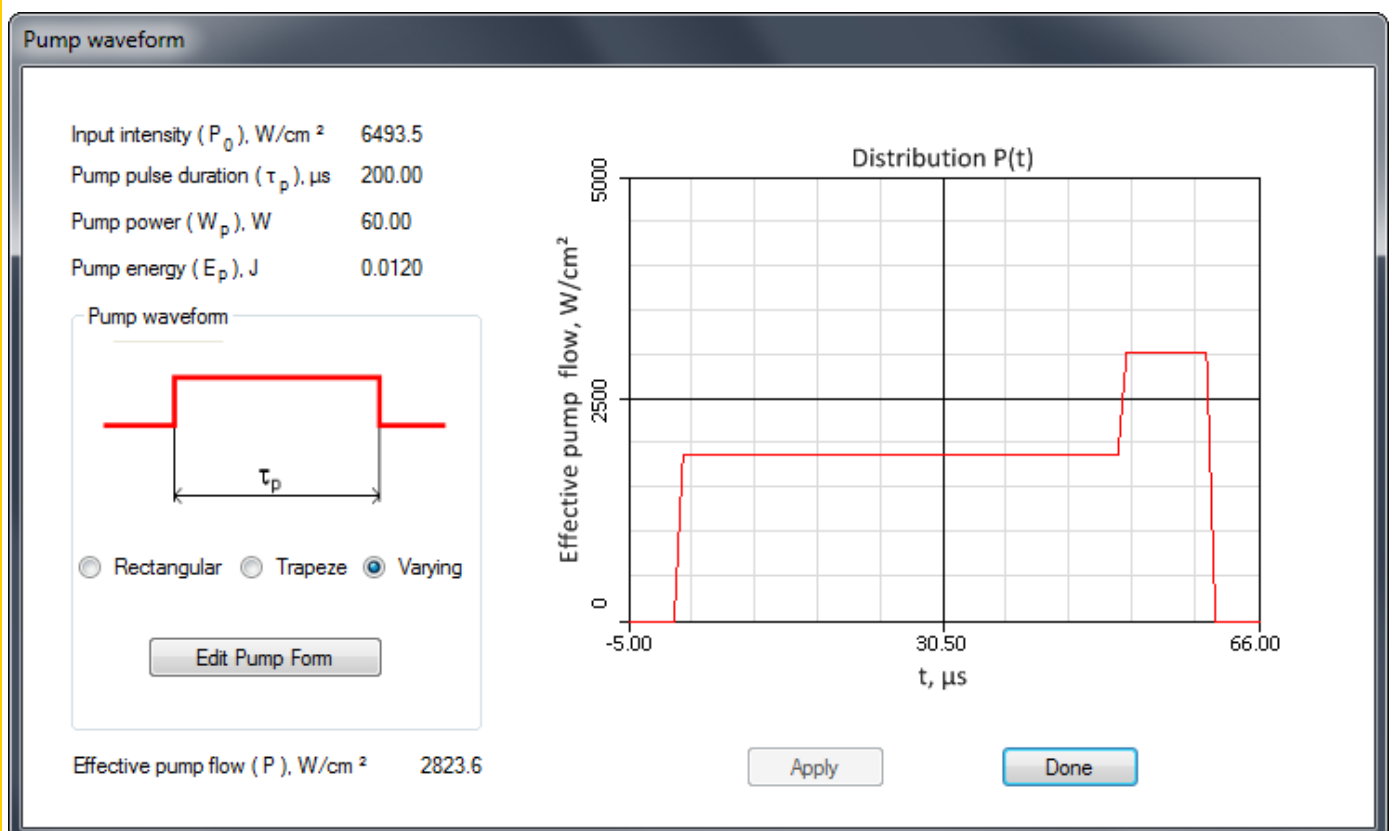 Pump waveform
Input intensity ( P0 ), W/cm ² 6493.5
Pump pulse duration ( τp ), µs 200.00
Pump power ( Wp ), W 60.00
Pump energy ( Ep ), J 0.0120
Pump waveform
τp
Rectangular Trapeze Varying
Edit Pump Form
Effective pump flow ( P ), W/cm ² 2823.6
Distribution P(t)
Effective pump flow, W/cm²
5000
2500
0
-5.00 30.50 66.00
t, µs
Apply Done